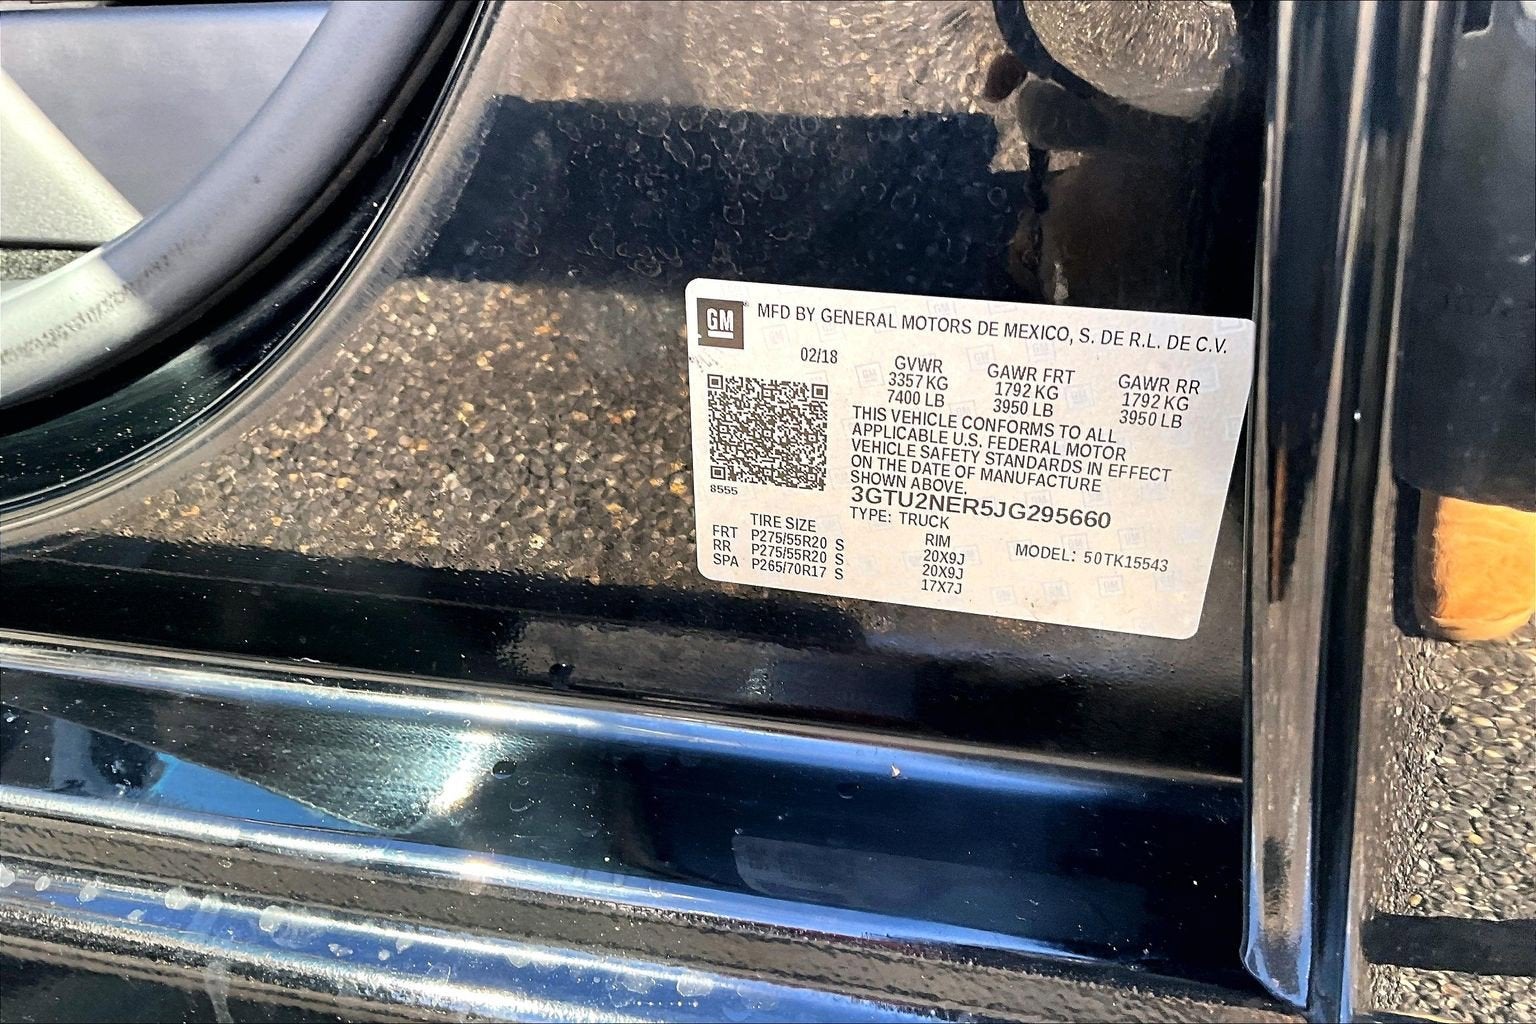 GM MFD BY GENERAL MOTORS DE MEXICO, S. DE R.L. DE C.V.
02/18
GVWR GAWR FRT GAWR RR
3357 KG 1792 KG 1792 KG
7400 LB 3950 LB 3950 LB
THIS VEHICLE CONFORMS TO ALL
APPLICABLE U.S. FEDERAL MOTOR
VEHICLE SAFETY STANDARDS IN EFFECT
ON THE DATE OF MANUFACTURE
SHOWN ABOVE.
8555
3GTU2NER5JG295660
TYPE: TRUCK
MODEL: 50TK15543
TIRE SIZE RIM
FRT P275/55R20 S 20X9J
RR P275/55R20 S 20X9J
SPA P265/70R17 S 17X7J